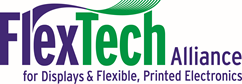 FlexTech Alliance
for Displays & Flexible, Printed Electronics